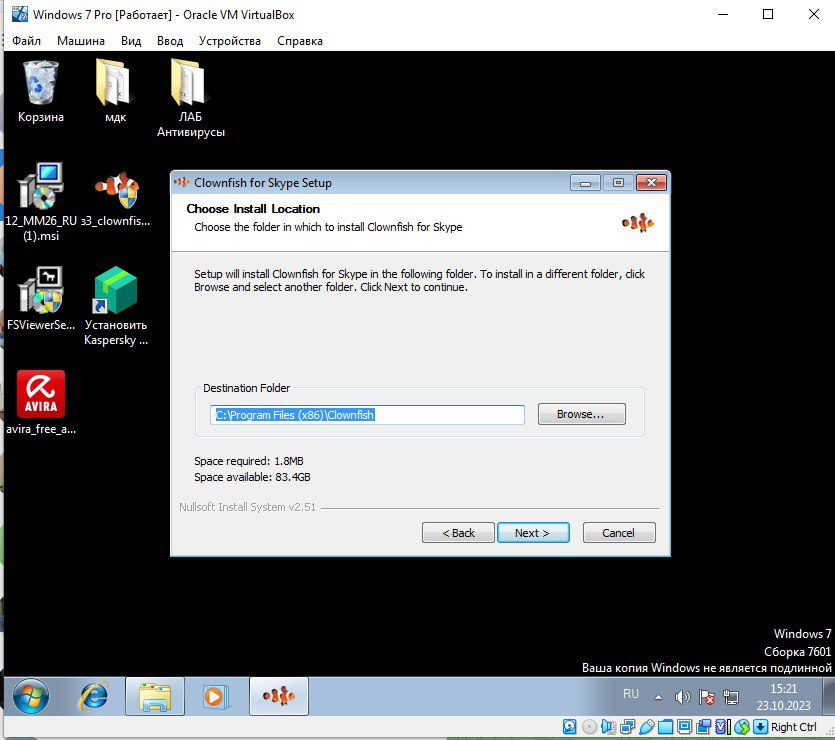 Windows 7 Pro [Работает] - Oracle VM VirtualBox
Файл Машина Вид Ввод Устройства Справка
Корзина
мдк
ЛАБ
Антивирусы
12_MM26_RU
(1).msi
з3_clownfis...
FSViewerSe...
Установить
Kaspersky ...
AVIRA
avira_free_a...
Clownfish for Skype Setup
Choose Install Location
Choose the folder in which to install Clownfish for Skype
Setup will install Clownfish for Skype in the following folder. To install in a different folder, click
Browse and select another folder. Click Next to continue.
Destination Folder
C:\Program Files (x86)\Clownfish
Browse...
Space required: 1.8MB
Space available: 83.4GB
Nullsoft Install System v2.51
< Back Next > Cancel
Windows 7
Сборка 7601
Ваша копия Windows не является подлинной
RU
15:21
23.10.2023
Right Ctrl